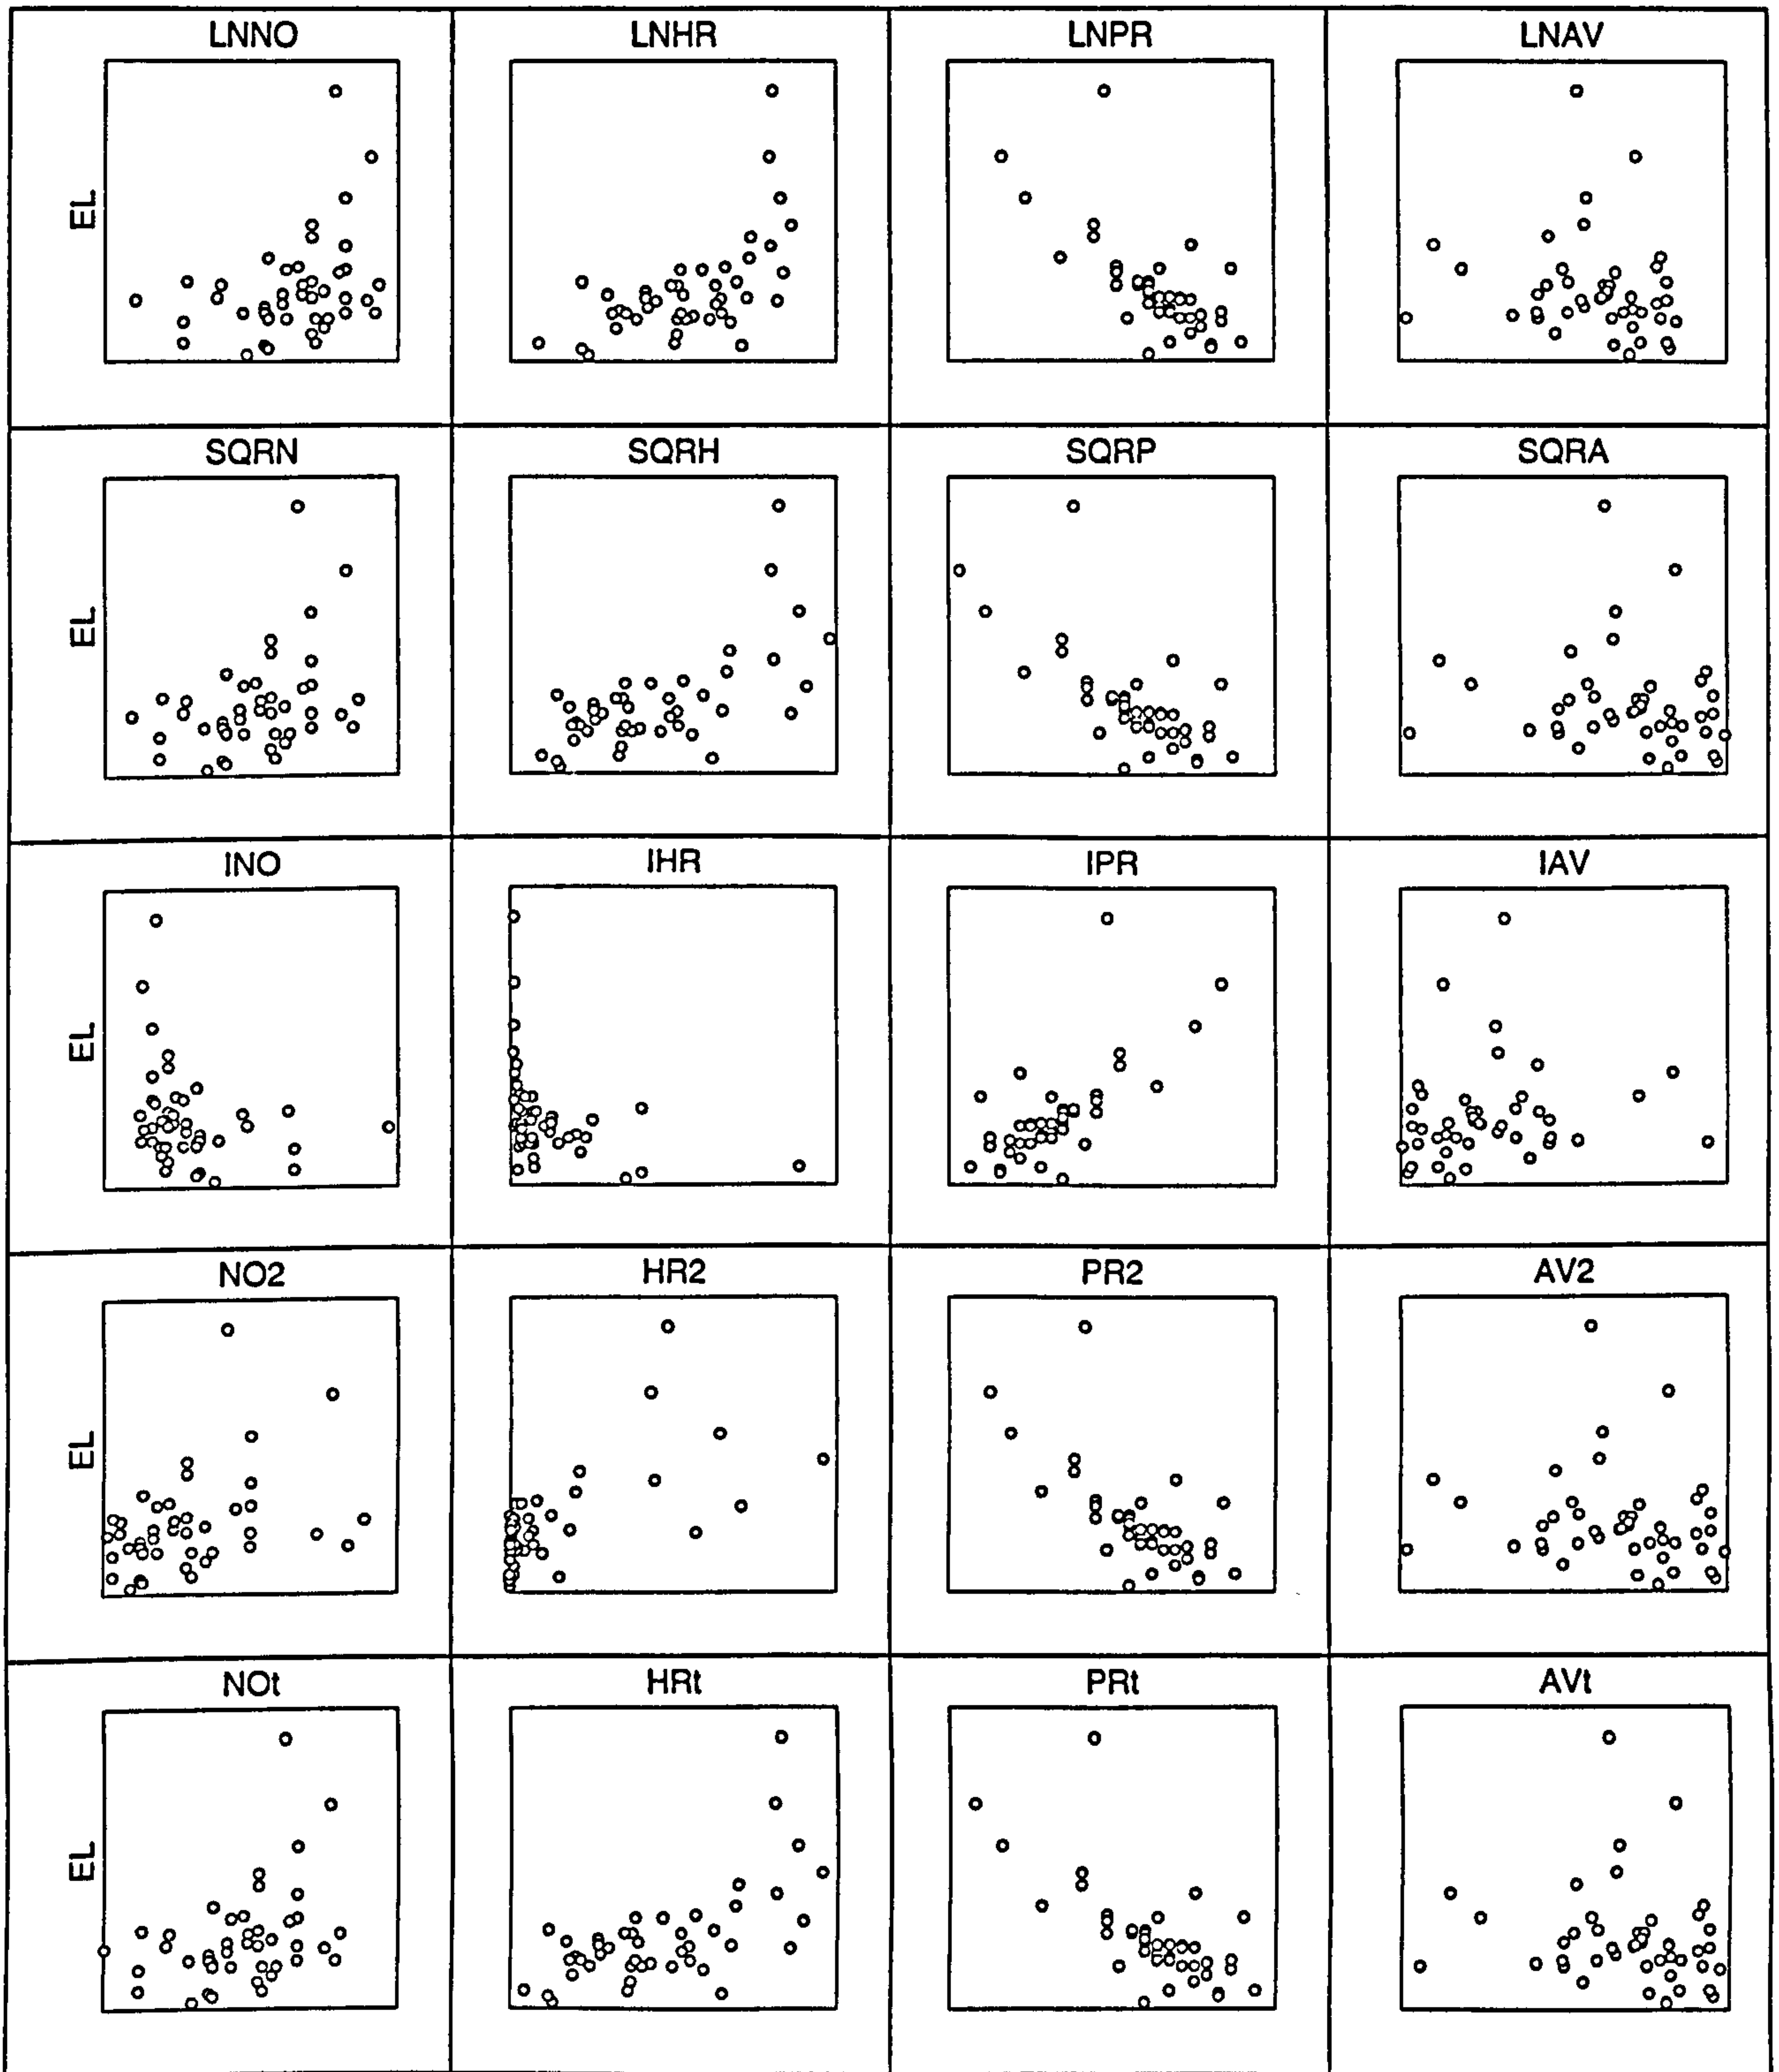 LNNO LNHR LNPR LNAV
EL
SQRN SQRH SQRP SQRA
EL
INO IHR IPR IAV
EL
NO2 HR2 PR2 AV2
EL
NOt HRt PRt AVt
EL